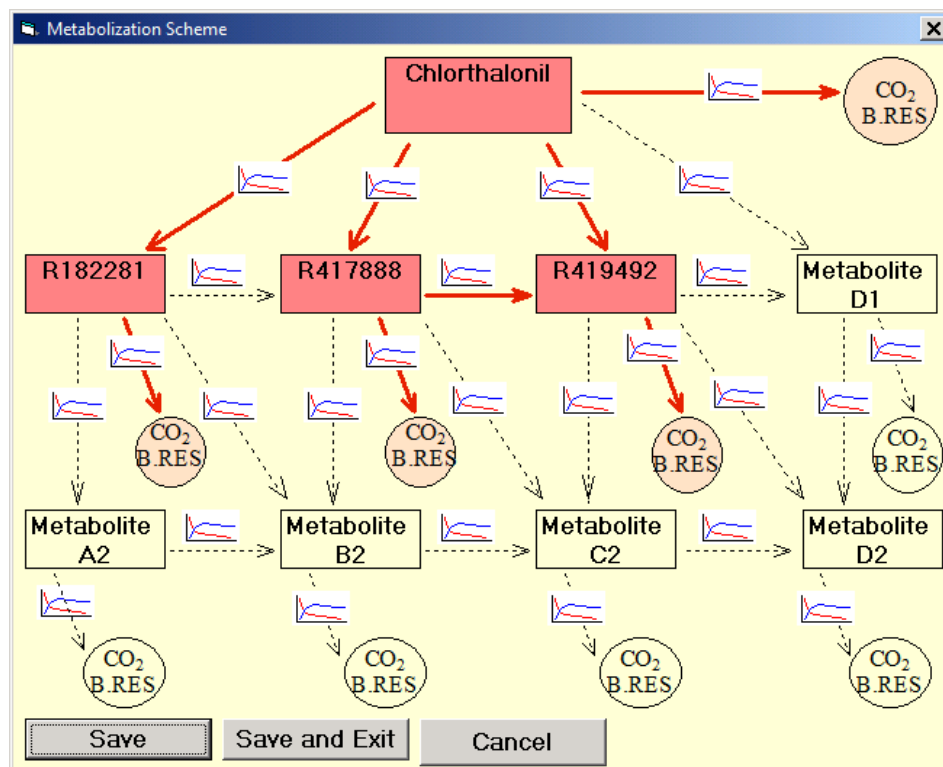 Metabolization Scheme
Chlorthalonil
CO2
B.RES
R182281
R417888
R419492
Metabolite
D1
CO2
B.RES
CO2
B.RES
CO2
B.RES
CO2
B.RES
Metabolite
A2
Metabolite
B2
Metabolite
C2
Metabolite
D2
CO2
B.RES
CO2
B.RES
CO2
B.RES
CO2
B.RES
Save
Save and Exit
Cancel